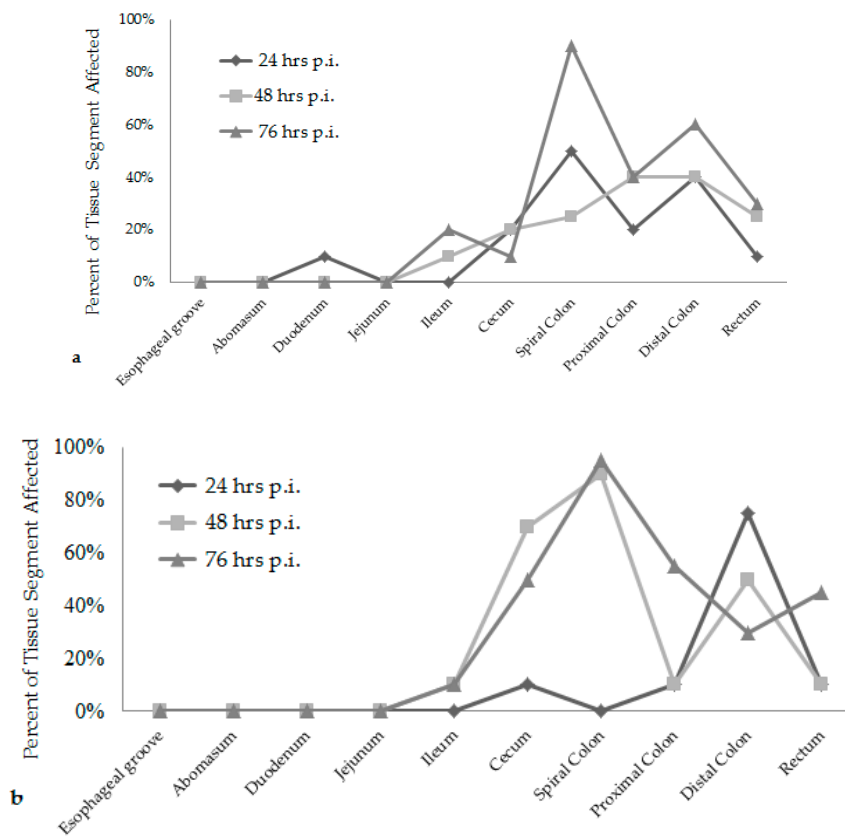 100%
80%
60%
40%
20%
0%
Percent of Tissue Segment Affected
24 hrs p.i.
48 hrs p.i.
76 hrs p.i.
Esophageal groove
Abomasum
Duodenum
Jejunum
Ileum
Cecum
Spiral Colon
Proximal Colon
Distal Colon
Rectum
a
100%
80%
60%
40%
20%
0%
Percent of Tissue Segment Affected
24 hrs p.i.
48 hrs p.i.
76 hrs p.i.
Esophageal groove
Abomasum
Duodenum
Jejunum
Ileum
Cecum
Spiral Colon
Proximal Colon
Distal Colon
Rectum
b